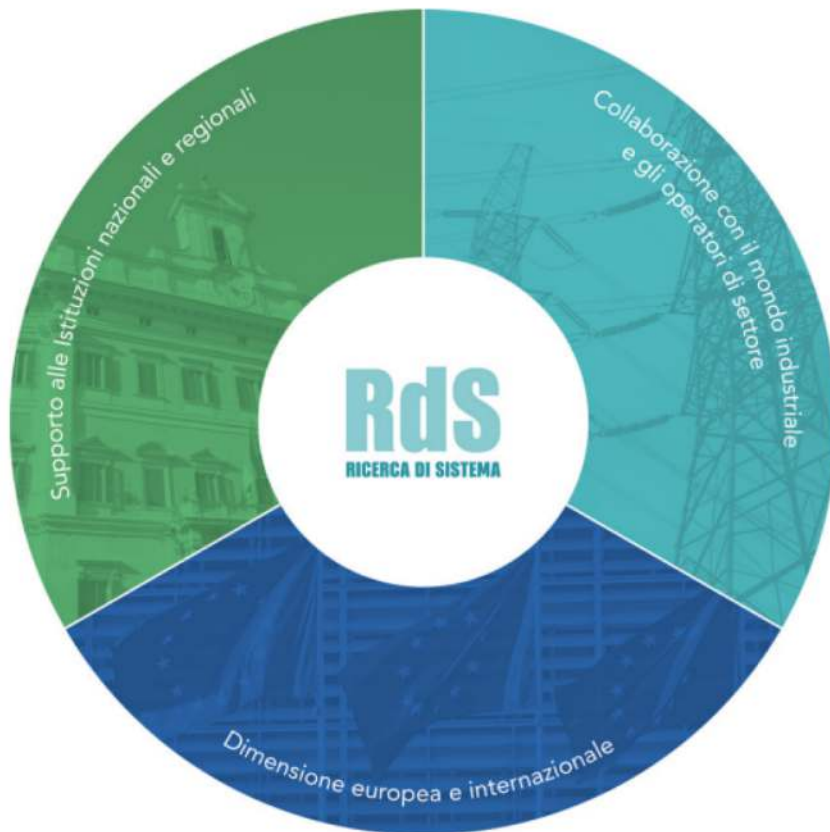 Supporto alle Istituzioni nazionali e regionali
Collaborazione con il mondo industriale
e gli operatori di settore
RdS
RICERCA DI SISTEMA
Dimensione europea e internazionale